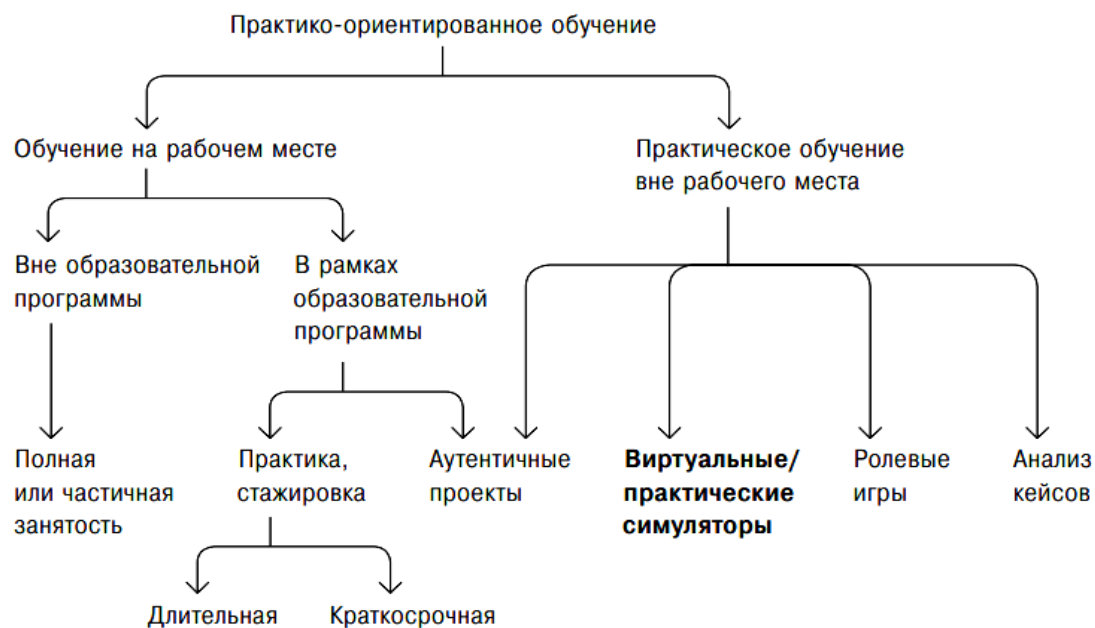 Практико-ориентированное обучение
Обучение на рабочем месте
Практическое обучение
вне рабочего места
Вне образовательной
программы
В рамках
образовательной
программы
Полная
или частичная
занятость
Практика,
стажировка
Аутентичные
проекты
Виртуальные/
практические
симуляторы
Ролевые
игры
Анализ
кейсов
Длительная
Краткосрочная